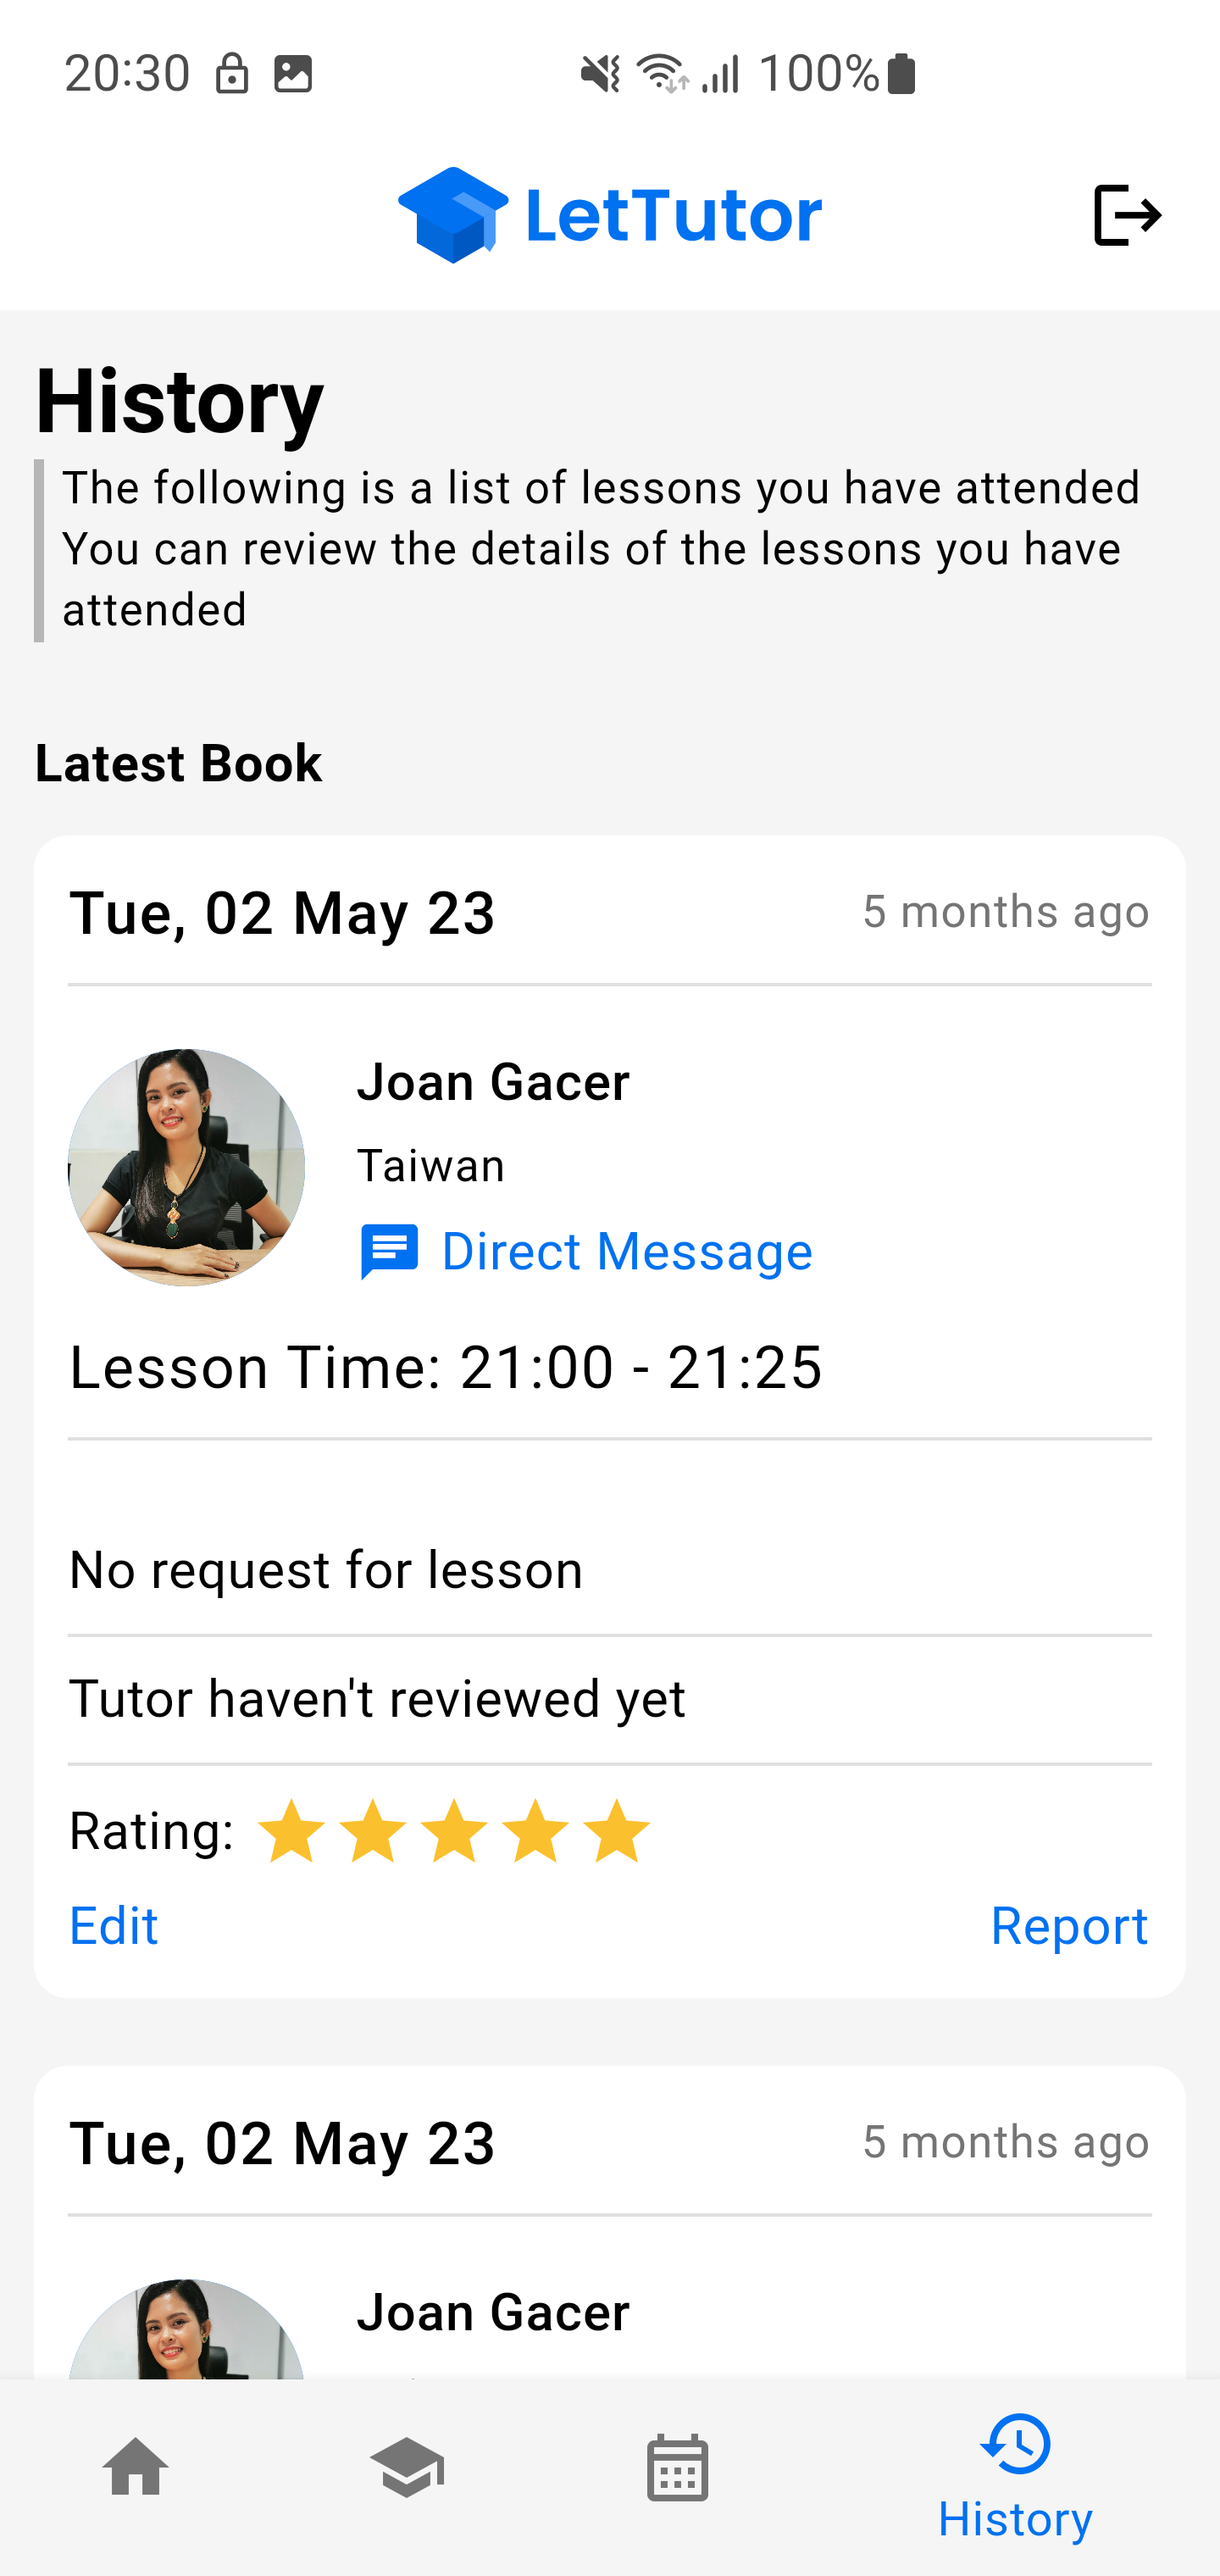 20:30 100%
LetTutor
History
The following is a list of lessons you have attended
You can review the details of the lessons you have
attended
Latest Book
Tue, 02 May 23 5 months ago
Joan Gacer
Taiwan
Direct Message
Lesson Time: 21:00 - 21:25
No request for lesson
Tutor haven't reviewed yet
Rating:
Edit Report
Tue, 02 May 23 5 months ago
Joan Gacer
History